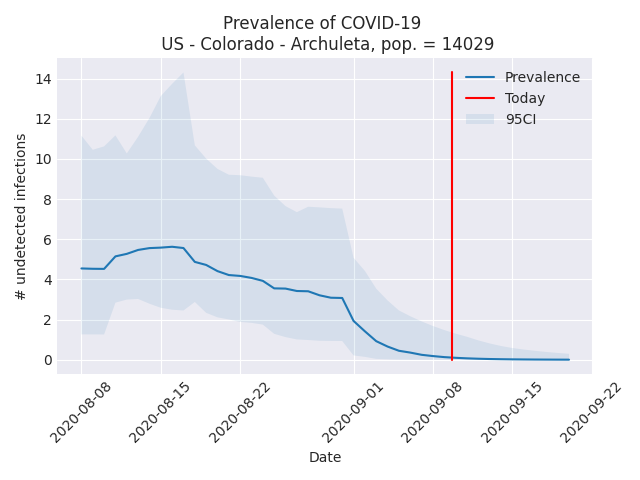 Prevalence of COVID-19
US - Colorado - Archuleta, pop. = 14029
Prevalence
Today
95CI
# undetected infections
14
12
10
8
6
4
2
0
2020-08-08
2020-08-15
2020-08-22
2020-09-01
2020-09-08
2020-09-15
2020-09-22
Date